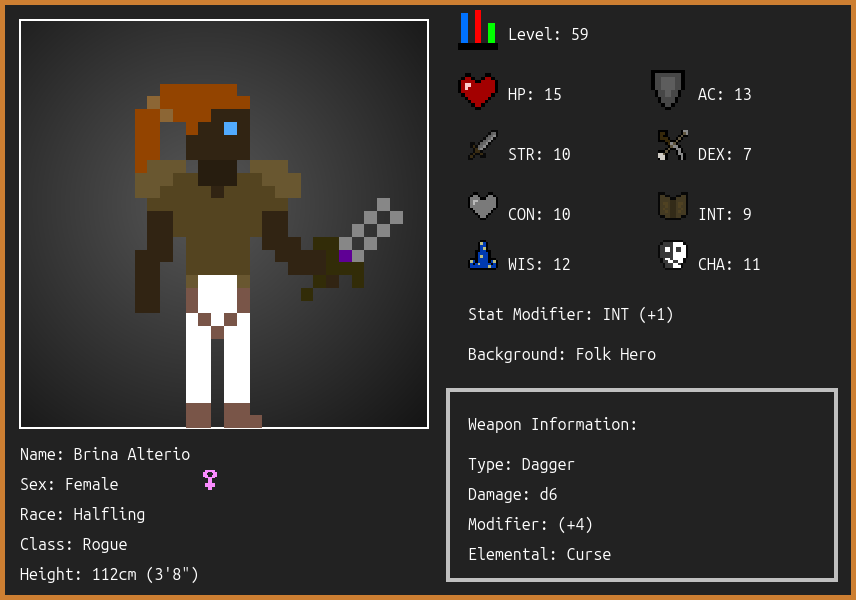 Level: 59
HP: 15
AC: 13
STR: 10
DEX: 7
CON: 10
INT: 9
WIS: 12
CHA: 11
Stat Modifier: INT (+1)
Background: Folk Hero
Weapon Information:
Type: Dagger
Damage: d6
Modifier: (+4)
Elemental: Curse
Name: Brina Alterio
Sex: Female
Race: Halfling
Class: Rogue
Height: 112cm (3'8")